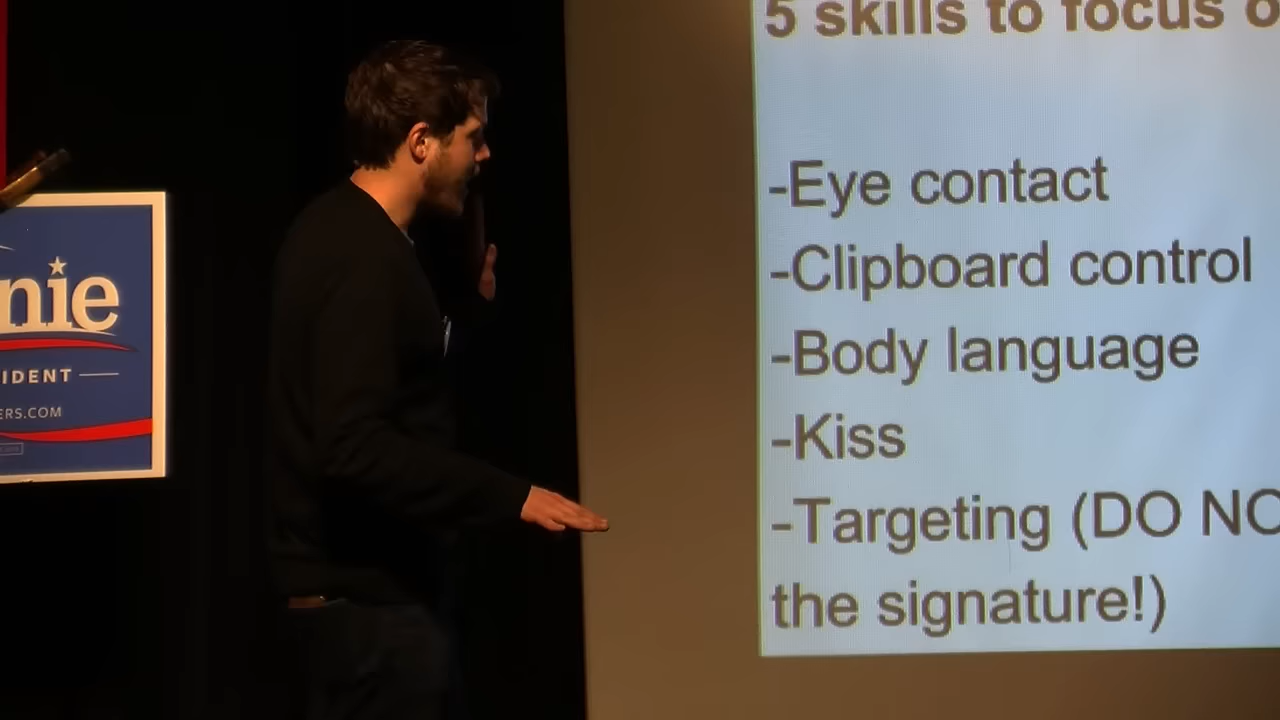 nie
IDENT
ERS.COM
5 skills to focus o
-Eye contact
-Clipboard control
-Body language
-Kiss
-Targeting (DO NO
the signature!)